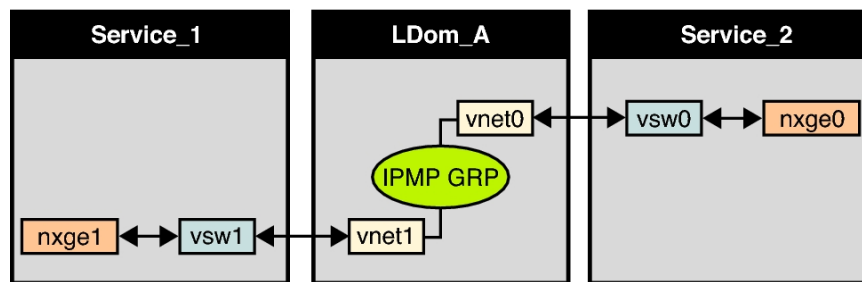 Service_1
LDom_A
Service_2
vnet0
vsw0
nxge0
IPMP GRP
nxge1
vsw1
vnet1